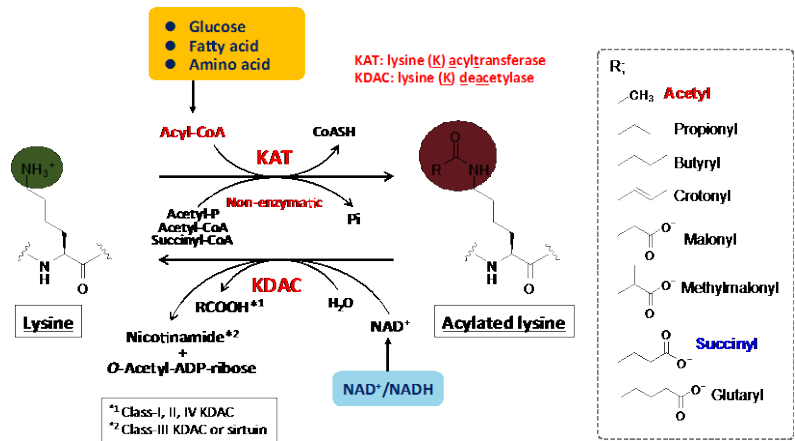 ● Glucose
● Fatty acid
● Amino acid
KAT: lysine (K) acyltransferase
KDAC: lysine (K) deacetylase
Acyl-CoA
CoASH
KAT
NH₃⁺
Non-enzymatic
Acetyl-P
Acetyl-CoA
Succinyl-CoA
Pi
O
R
NH
N
H
O
KDAC
RCOOH*¹
H₂O
NAD⁺
N
H
O
Lysine
Nicotinamide*²
+
O-Acetyl-ADP-ribose
Acylated lysine
NAD⁺/NADH
*¹ Class-I, II, IV KDAC
*² Class-III KDAC or sirtuin
R;
CH₃ Acetyl
Propionyl
Butyryl
Crotonyl
O⁻
O
Malonyl
O⁻
O
Methylmalonyl
O
O⁻
Succinyl
O⁻
O
Glutaryl